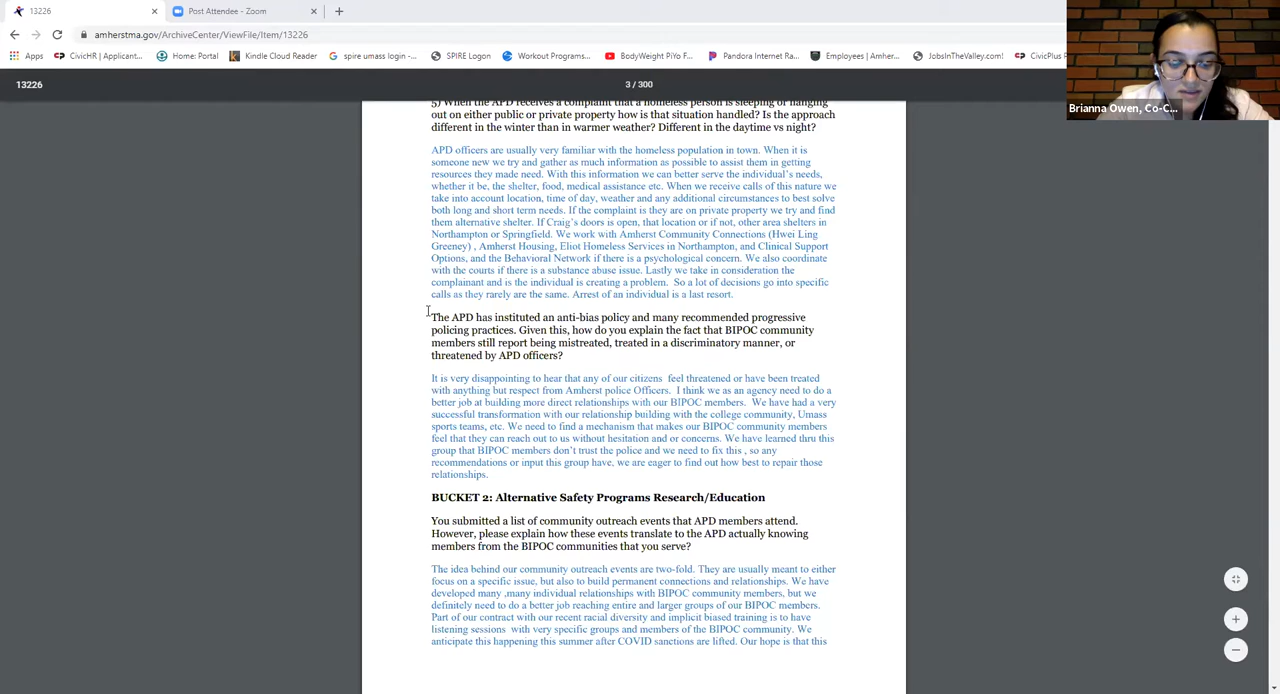 13226
Post Attendee - Zoom
amherstma.gov/ArchiveCenter/ViewFile/Item/13226
Apps
CivicHR | Applicant...
Home: Portal
Kindle Cloud Reader
spire umass login -...
SPIRE Logon
Workout Programs...
BodyWeight PiYo F...
Pandora Internet Ra...
Employees | Amher...
JobsInTheValley.com!
CivicPlus P
13226
3 / 300
Brianna Owen, Co-C...
5) When the APD receives a complaint that a homeless person is sleeping or hanging
out on either public or private property how is that situation handled? Is the approach
different in the winter than in warmer weather? Different in the daytime vs night?
APD officers are usually very familiar with the homeless population in town. When it is
someone new we try and gather as much information as possible to assist them in getting
resources they made need. With this information we can better serve the individual's needs,
whether it be, the shelter, food, medical assistance etc. When we receive calls of this nature we
take into account location, time of day, weather and any additional circumstances to best solve
both long and short term needs. If the complaint is they are on private property we try and find
them alternative shelter. If Craig's doors is open, that location or if not, other area shelters in
Northampton or Springfield. We work with Amherst Community Connections (Hwei Ling
Greeney) , Amherst Housing, Eliot Homeless Services in Northampton, and Clinical Support
Options, and the Behavioral Network if there is a psychological concern. We also coordinate
with the courts if there is a substance abuse issue. Lastly we take in consideration the
complainant and is the individual is creating a problem.  So a lot of decisions go into specific
calls as they rarely are the same. Arrest of an individual is a last resort.
The APD has instituted an anti-bias policy and many recommended progressive
policing practices. Given this, how do you explain the fact that BIPOC community
members still report being mistreated, treated in a discriminatory manner, or
threatened by APD officers?
It is very disappointing to hear that any of our citizens  feel threatened or have been treated
with anything but respect from Amherst police Officers.  I think we as an agency need to do a
better job at building more direct relationships with our BIPOC members.  We have had a very
successful transformation with our relationship building with the college community, Umass
sports teams, etc. We need to find a mechanism that makes our BIPOC community members
feel that they can reach out to us without hesitation and or concerns. We have learned thru this
group that BIPOC members don't trust the police and we need to fix this , so any
recommendations or input this group have, we are eager to find out how best to repair those
relationships.
BUCKET 2: Alternative Safety Programs Research/Education
You submitted a list of community outreach events that APD members attend.
However, please explain how these events translate to the APD actually knowing
members from the BIPOC communities that you serve?
The idea behind our community outreach events are two-fold. They are usually meant to either
focus on a specific issue, but also to build permanent connections and relationships. We have
developed many ,many individual relationships with BIPOC community members, but we
definitely need to do a better job reaching entire and larger groups of our BIPOC members.
Part of our contract with our recent racial diversity and implicit biased training is to have
listening sessions  with very specific groups and members of the BIPOC community. We
anticipate this happening this summer after COVID sanctions are lifted. Our hope is that this